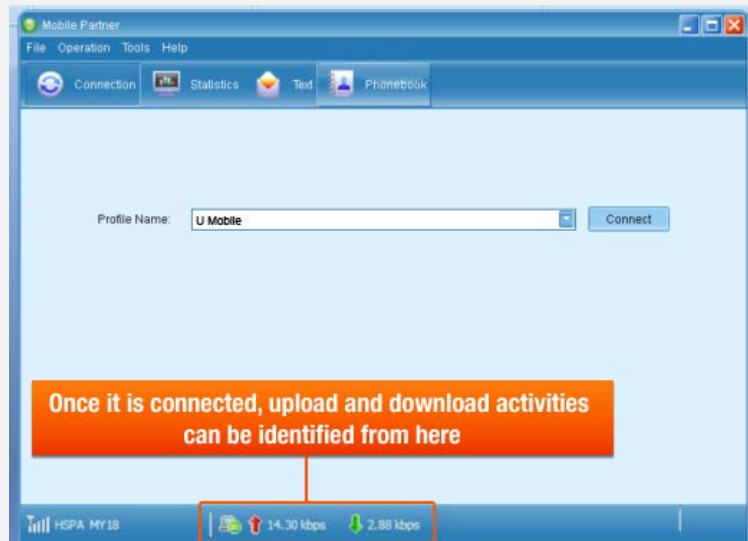 Mobile Partner
File Operation Tools Help
Connection Statistics Text Phonebook
Profile Name: U Mobile Connect
Once it is connected, upload and download activities
can be identified from here
HSPA MY18 14.30 kbps 2.88 kbps